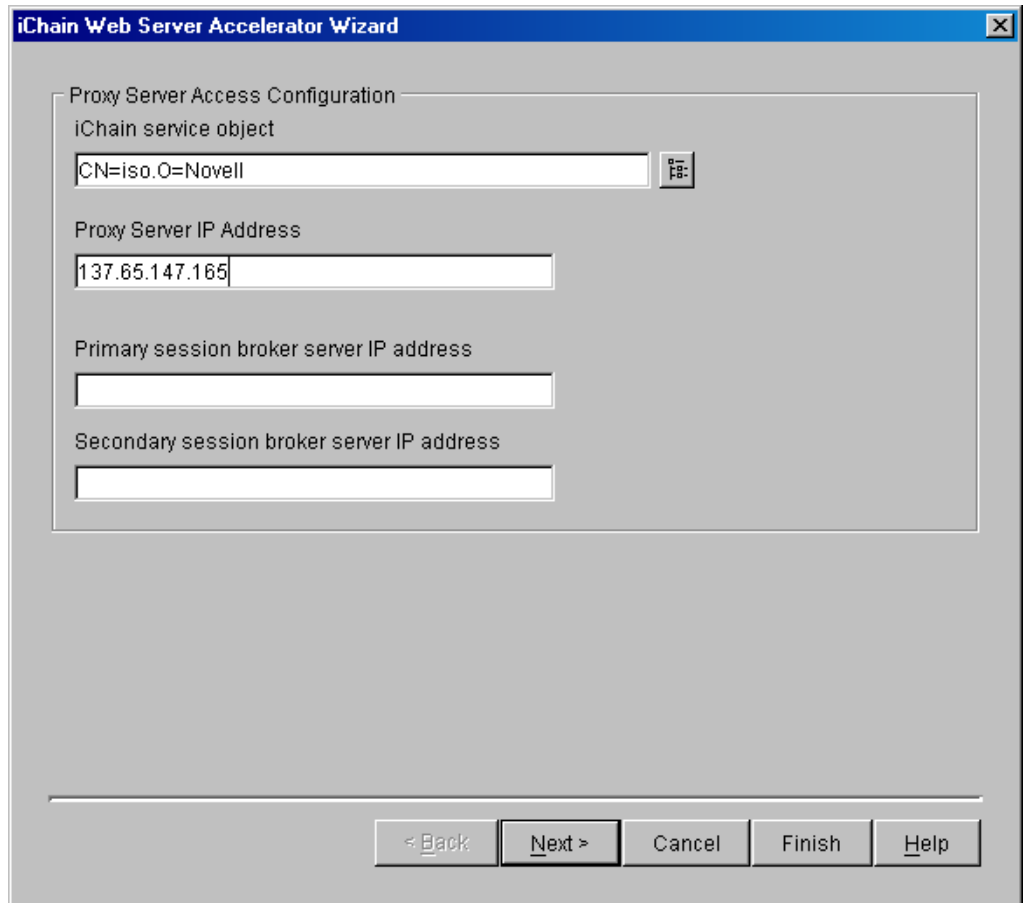 iChain Web Server Accelerator Wizard
Proxy Server Access Configuration
iChain service object
CN=iso.O=Novell
Proxy Server IP Address
137.65.147.165
Primary session broker server IP address
Secondary session broker server IP address
< Back Next > Cancel Finish Help